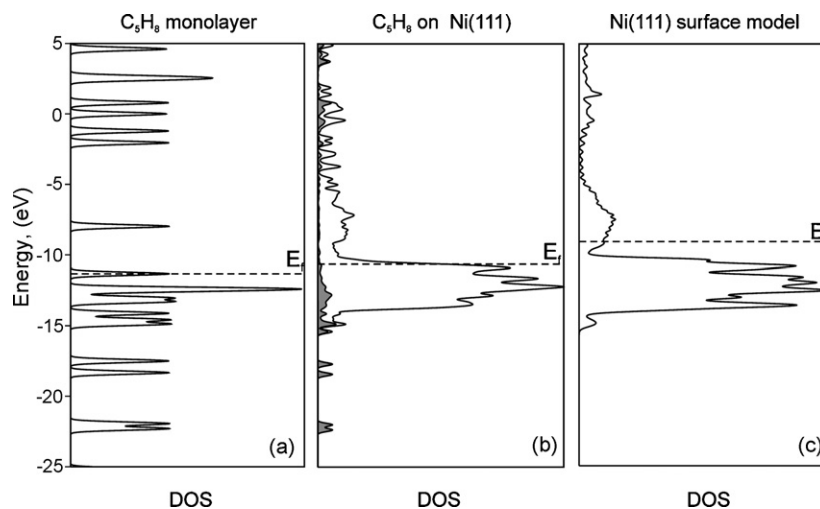 C₅H₈ monolayer
C₅H₈ on Ni(111)
Ni(111) surface model
Energy, (eV)
5
0
-5
-10
-15
-20
-25
E
E_f
E
(a)
(b)
(c)
DOS
DOS
DOS